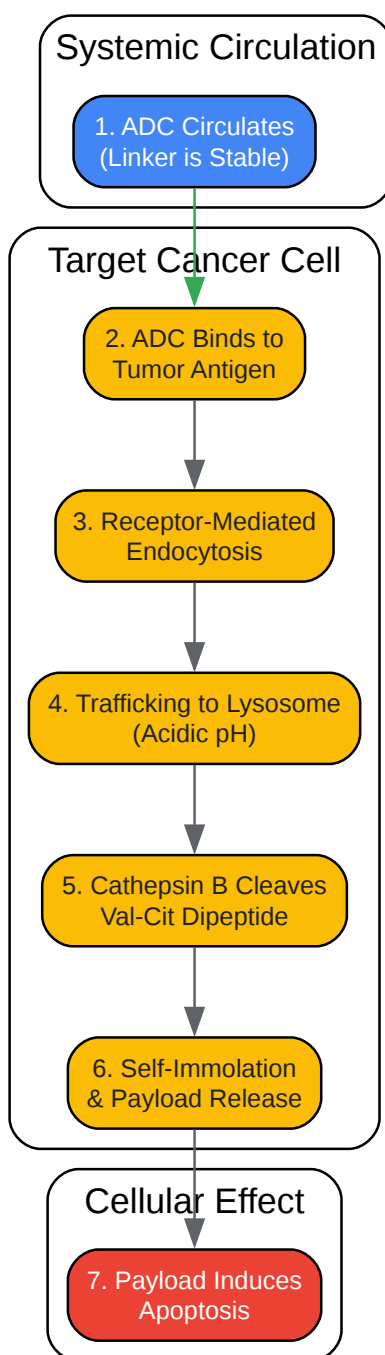 Systemic Circulation
1. ADC Circulates
(Linker is Stable)
Target Cancer Cell
2. ADC Binds to
Tumor Antigen
3. Receptor-Mediated
Endocytosis
4. Trafficking to Lysosome
(Acidic pH)
5. Cathepsin B Cleaves
Val-Cit Dipeptide
6. Self-Immolation
& Payload Release
Cellular Effect
7. Payload Induces
Apoptosis